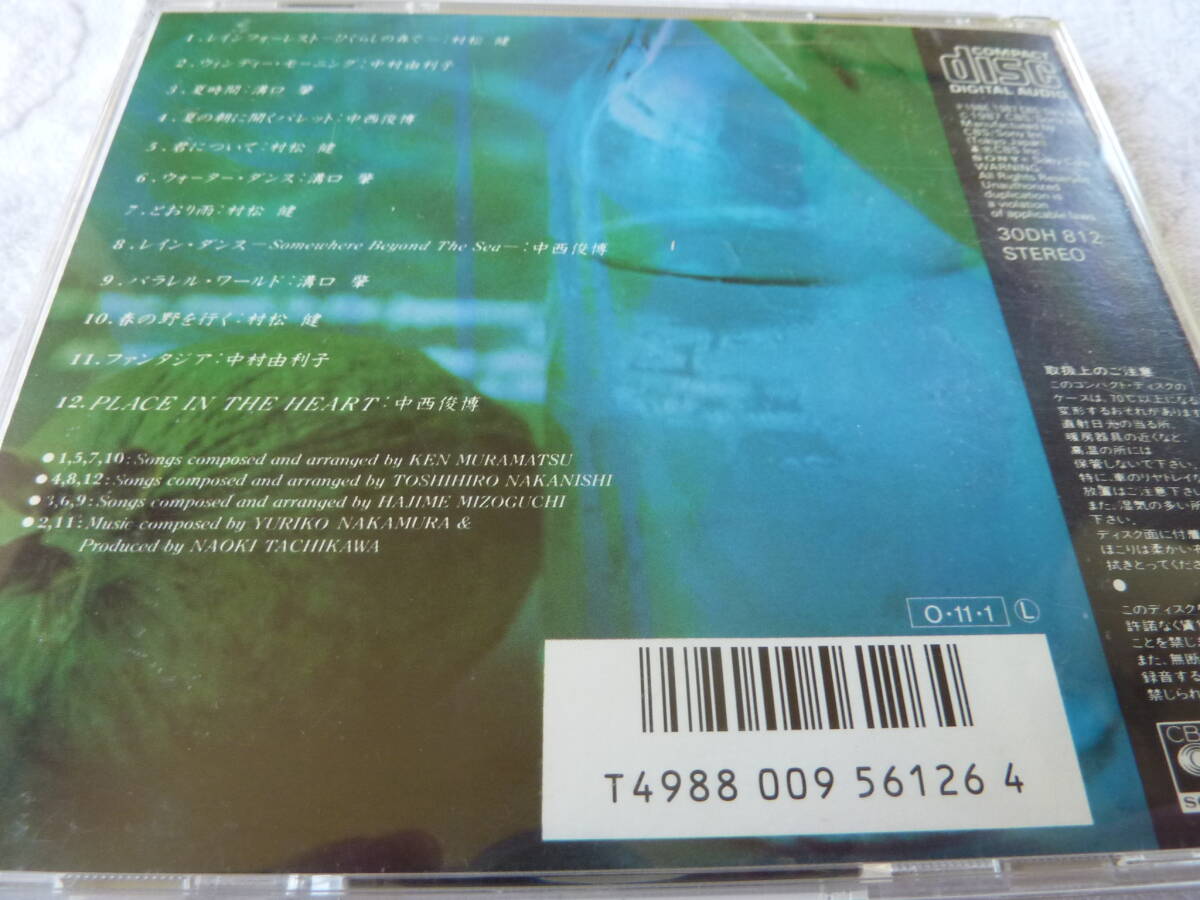 1.レインフォーレスト―ひぐらしの森で―:村松 健
2.ウィンディー・モーニング:中村由利子
3.夏時間:溝口 肇
4.夏の朝に開くパレット:中西俊博
5.君について:村松 健
6.ウォーター・ダンス:溝口 肇
7.とおり雨:村松 健
8.レイン・ダンス―Somewhere Beyond The Sea―:中西俊博
9.パラレル・ワールド:溝口 肇
10.春の野を行く:村松 健
11.ファンタジア:中村由利子
12.PLACE IN THE HEART:中西俊博
●1,5,7,10:Songs composed and arranged by KEN MURAMATSU
●4,8,12:Songs composed and arranged by TOSHIHIRO NAKANISHI
●3,6,9:Songs composed and arranged by HAJIME MIZOGUCHI
●2,11:Music composed by YURIKO NAKAMURA &
Produced by NAOKI TACHIKAWA
COMPACT
disc
DIGITAL AUDIO
WARNING:
All Rights Reserved.
Unauthorized
duplication is
a violation
of applicable laws.
30DH 812
STEREO
取扱上のご注意
このコンパクト・ディスクの
ケースは、70℃以上になる
変形するおそれがあります
直射日光の当る所、
暖房器具の近くなど、
高温の所には
保管しないで下さい。
特に、車のリヤトレイ
放置はご注意下さ
また、湿気の多い所
下さい。
ディスク面に付着
ほこりは柔かい布
拭きとってくださ
●
このディスク
許諾なく賃
ことを禁じ
また、無断
録音する
禁じられ
O・11・1 L
T4988 009 56126 4
CB